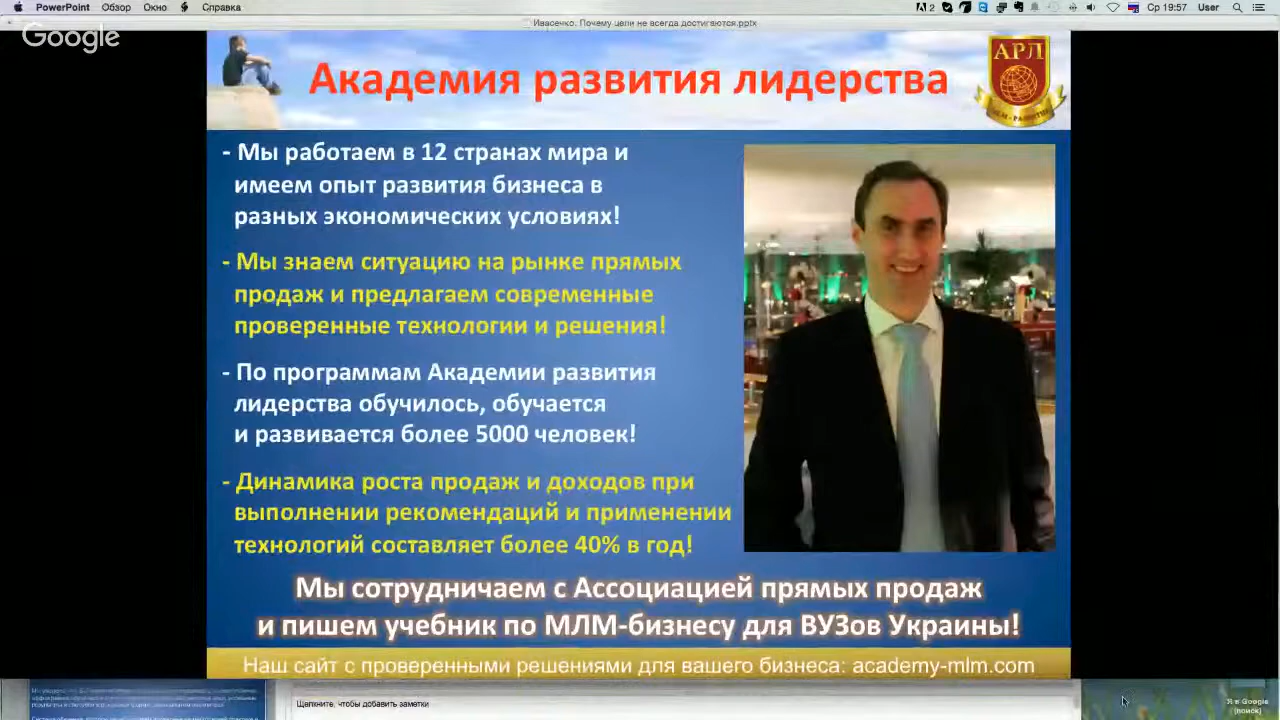 PowerPoint Обзор Окно Справка
2
Ср 19:57 User
Ивасечко. Почему цели не всегда достигаются.pptx
Google
Академия развития лидерства
АРЛ
- Мы работаем в 12 странах мира и
имеем опыт развития бизнеса в
разных экономических условиях!
- Мы знаем ситуацию на рынке прямых
продаж и предлагаем современные
проверенные технологии и решения!
- По программам Академии развития
лидерства обучилось, обучается
и развивается более 5000 человек!
- Динамика роста продаж и доходов при
выполнении рекомендаций и применении
технологий составляет более 40% в год!
Мы сотрудничаем с Ассоциацией прямых продаж
и пишем учебник по МЛМ-бизнесу для ВУЗов Украины!
Наш сайт с проверенными решениями для вашего бизнеса: academy-mlm.com
Щелкните, чтобы добавить заметки
Я в Google
(поиск)